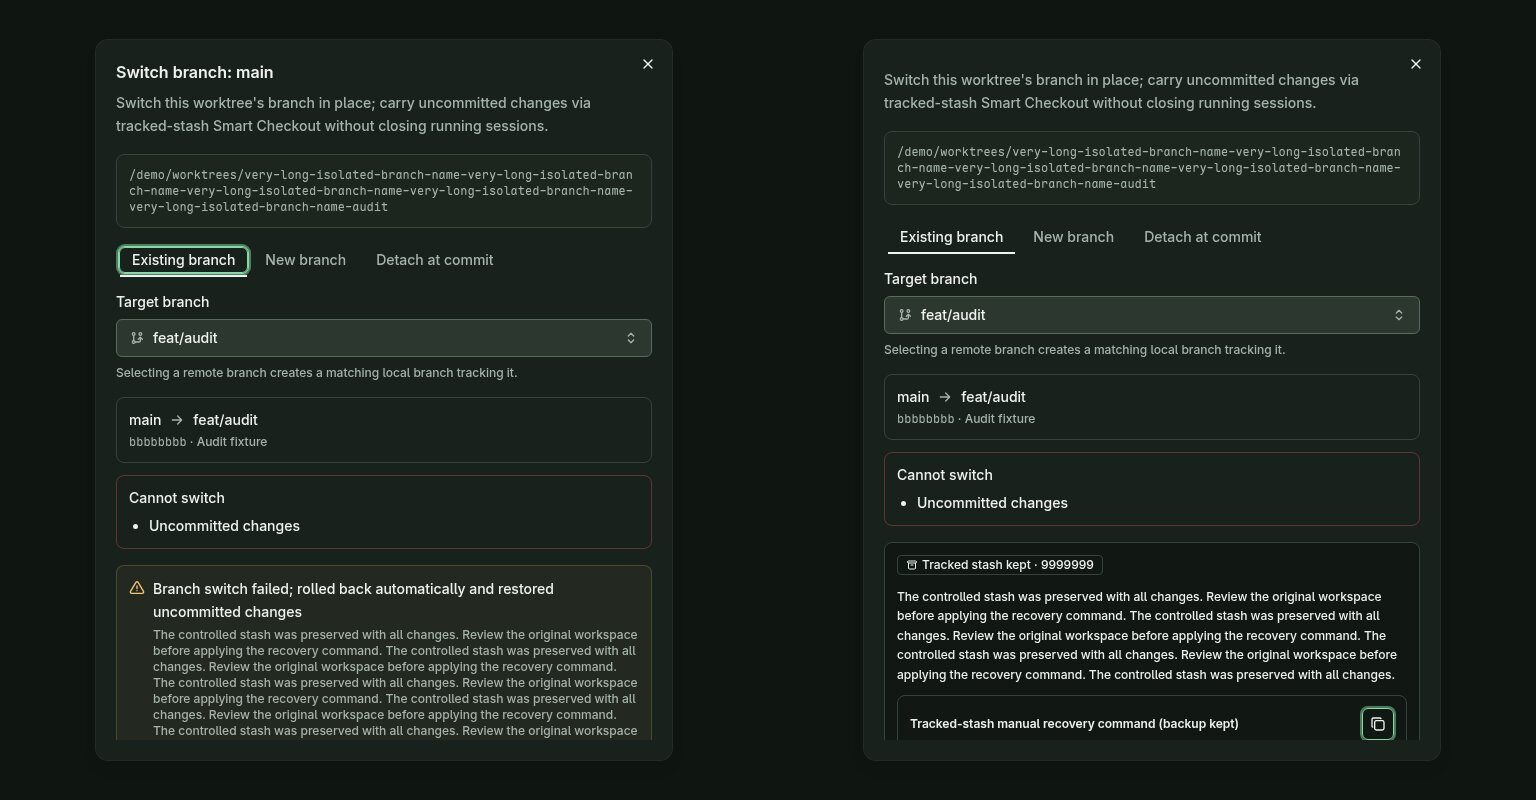 Switch branch: main
Switch this worktree's branch in place; carry uncommitted changes via
tracked-stash Smart Checkout without closing running sessions.
/demo/worktrees/very-long-isolated-branch-name-very-long-isolated-bran
ch-name-very-long-isolated-branch-name-very-long-isolated-branch-name-
very-long-isolated-branch-name-audit
Existing branch New branch Detach at commit
Target branch
feat/audit
Selecting a remote branch creates a matching local branch tracking it.
main → feat/audit
bbbbbbbb · Audit fixture
Cannot switch
• Uncommitted changes
Branch switch failed; rolled back automatically and restored
uncommitted changes
The controlled stash was preserved with all changes. Review the original workspace
before applying the recovery command. The controlled stash was preserved with all
changes. Review the original workspace before applying the recovery command.
The controlled stash was preserved with all changes. Review the original workspace
before applying the recovery command. The controlled stash was preserved with all
changes. Review the original workspace before applying the recovery command.
The controlled stash was preserved with all changes. Review the original workspace
Switch this worktree's branch in place; carry uncommitted changes via
tracked-stash Smart Checkout without closing running sessions.
/demo/worktrees/very-long-isolated-branch-name-very-long-isolated-bran
ch-name-very-long-isolated-branch-name-very-long-isolated-branch-name-
very-long-isolated-branch-name-audit
Existing branch New branch Detach at commit
Target branch
feat/audit
Selecting a remote branch creates a matching local branch tracking it.
main → feat/audit
bbbbbbbb · Audit fixture
Cannot switch
• Uncommitted changes
Tracked stash kept · 9999999
The controlled stash was preserved with all changes. Review the original workspace
before applying the recovery command. The controlled stash was preserved with all
changes. Review the original workspace before applying the recovery command. The
controlled stash was preserved with all changes. Review the original workspace before
applying the recovery command. The controlled stash was preserved with all changes.
Tracked-stash manual recovery command (backup kept)